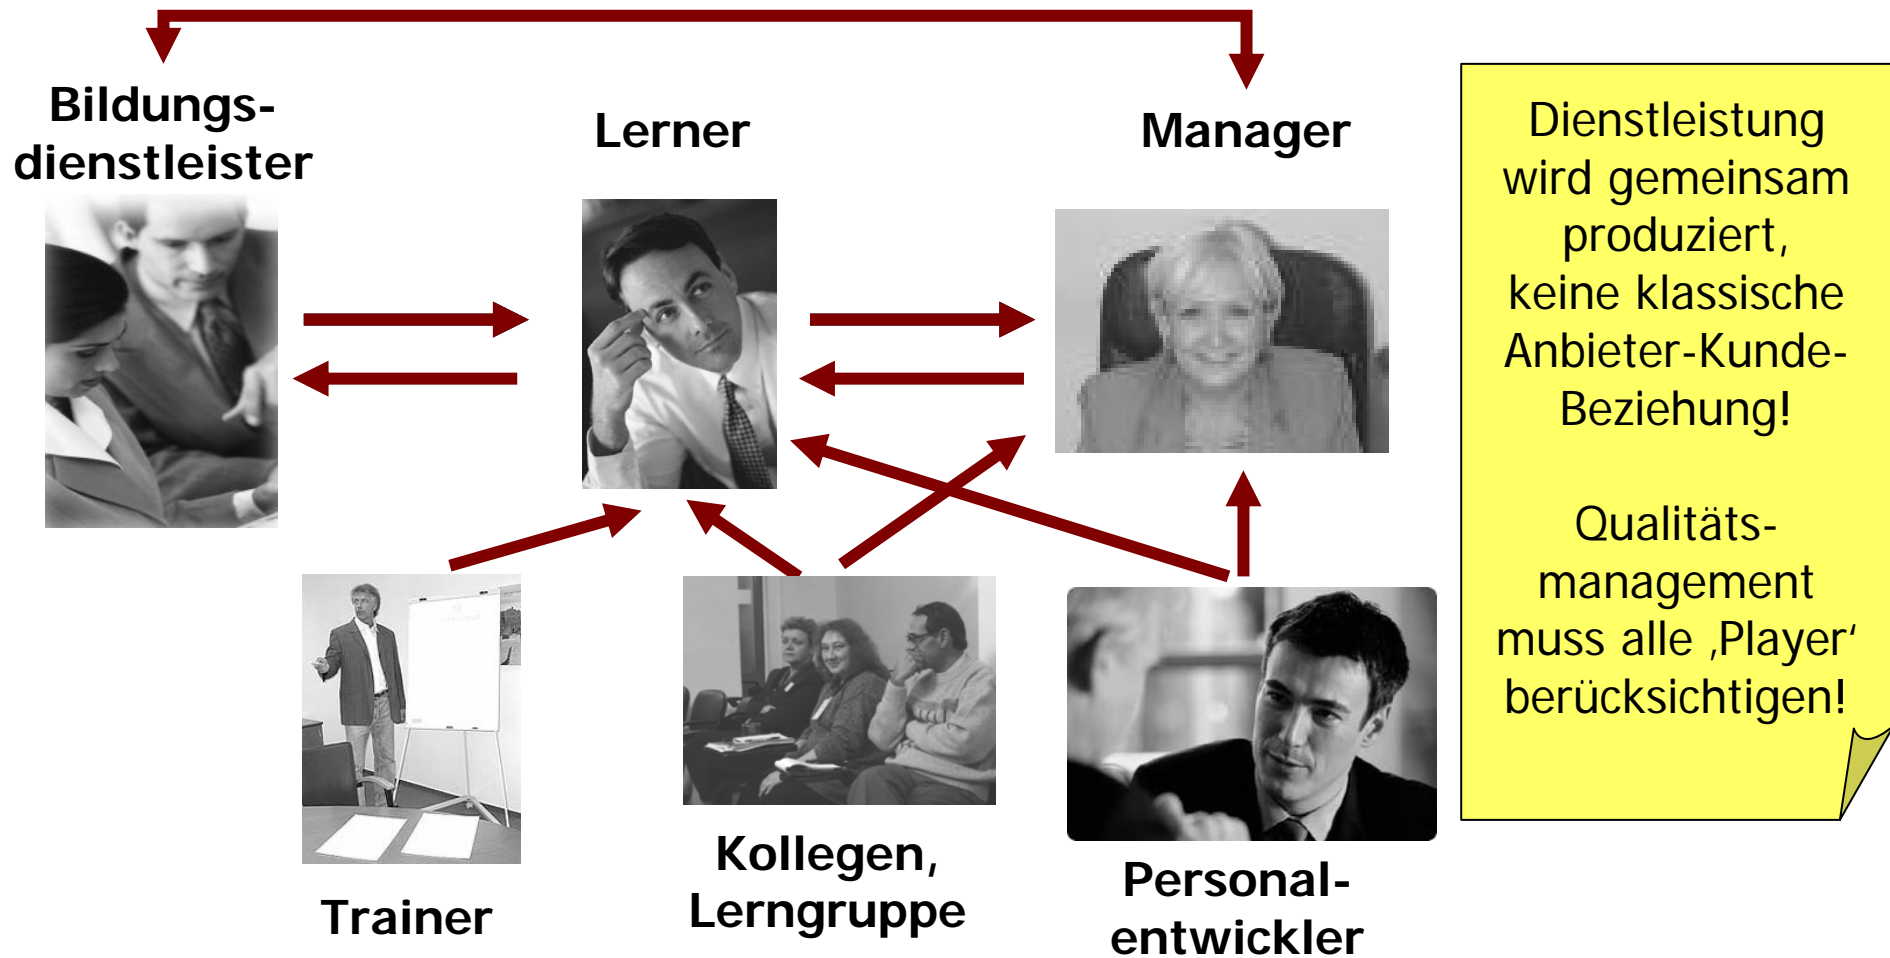 Bildungs-
dienstleister
Lerner
Manager
Trainer
Kollegen,
Lerngruppe
Personal-
entwickler
Dienstleistung
wird gemeinsam
produziert,
keine klassische
Anbieter-Kunde-
Beziehung!
Qualitäts-
management
muss alle ‚Player‘
berücksichtigen!